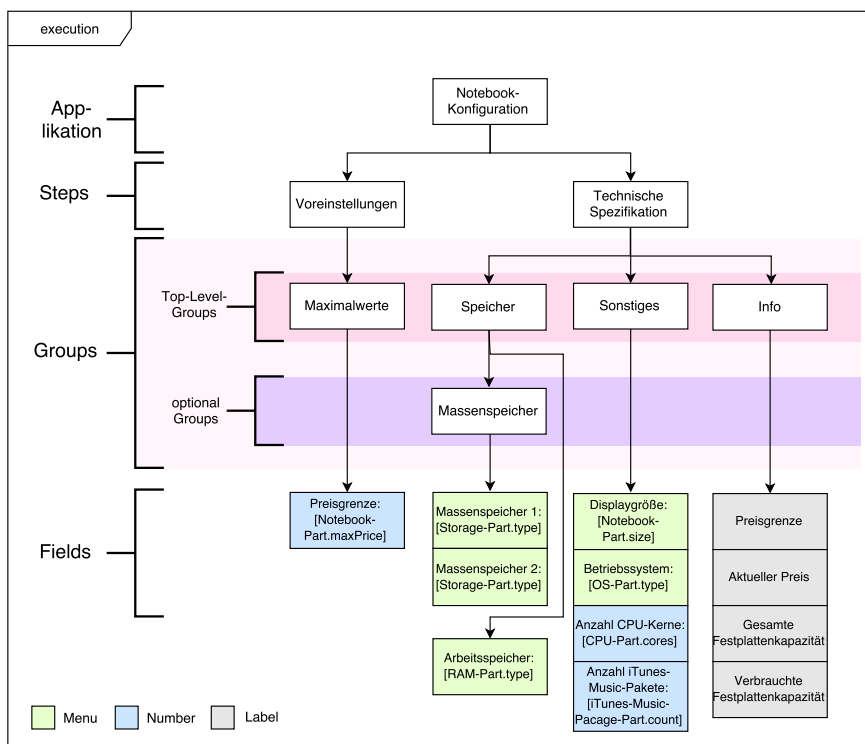 execution
App-
likation
Notebook-
Konfiguration
Steps
Voreinstellungen
Technische
Spezifikation
Groups
Top-Level-
Groups
Maximalwerte
Speicher
Sonstiges
Info
optional
Groups
Massenspeicher
Fields
Preisgrenze:
[Notebook-
Part.maxPrice]
Massenspeicher 1:
[Storage-Part.type]
Massenspeicher 2:
[Storage-Part.type]
Arbeitsspeicher:
[RAM-Part.type]
Displaygröße:
[Notebook-
Part.size]
Betriebssystem:
[OS-Part.type]
Anzahl CPU-Kerne:
[CPU-Part.cores]
Anzahl iTunes-
Music-Pakete:
[iTunes-Music-
Pacage-Part.count]
Preisgrenze
Aktueller Preis
Gesamte
Festplattenkapazität
Verbrauchte
Festplattenkapazität
Menu
Number
Label